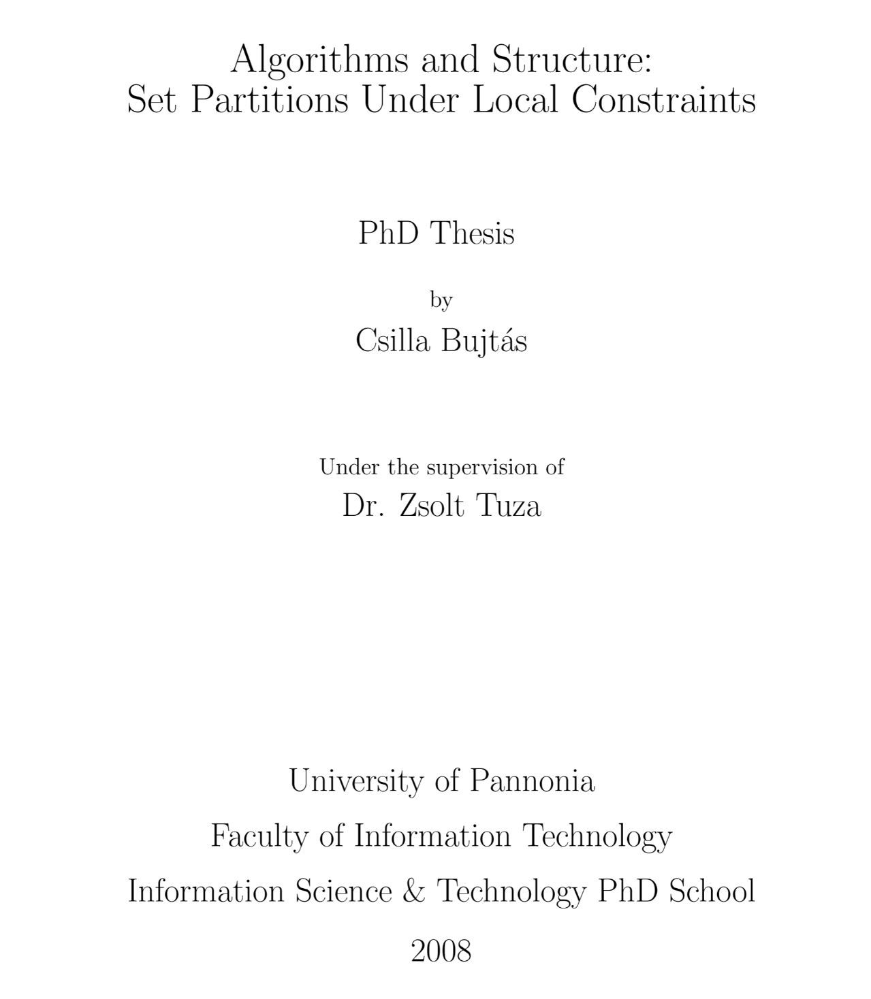 Algorithms and Structure:
Set Partitions Under Local Constraints
PhD Thesis
by
Csilla Bujtás
Under the supervision of
Dr. Zsolt Tuza
University of Pannonia
Faculty of Information Technology
Information Science & Technology PhD School
2008